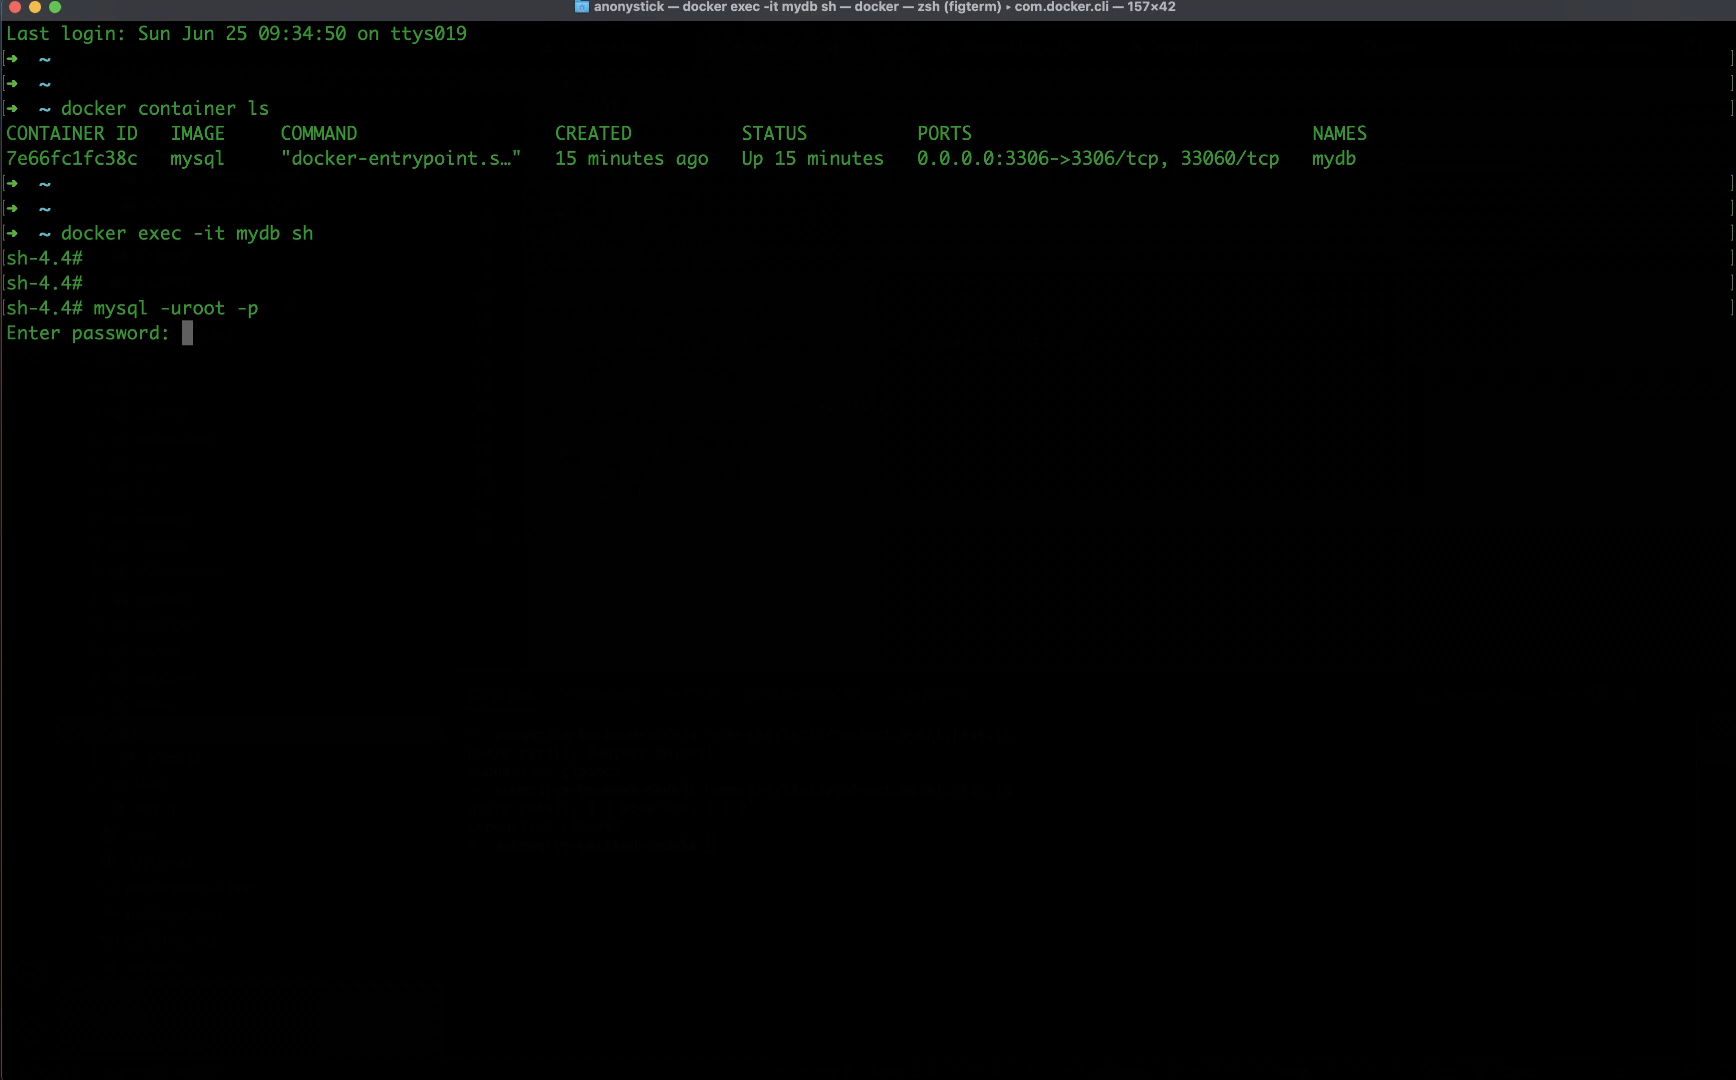 anonystick — docker exec -it mydb sh — docker — zsh (figterm) ▸ com.docker.cli — 157×42
Last login: Sun Jun 25 09:34:50 on ttys019
➜  ~
➜  ~
➜  ~ docker container ls
CONTAINER ID   IMAGE     COMMAND                  CREATED          STATUS          PORTS                               NAMES
7e66fc1fc38c   mysql     "docker-entrypoint.s…"   15 minutes ago   Up 15 minutes   0.0.0.0:3306->3306/tcp, 33060/tcp   mydb
➜  ~
➜  ~
➜  ~ docker exec -it mydb sh
sh-4.4#
sh-4.4#
sh-4.4# mysql -uroot -p
Enter password: